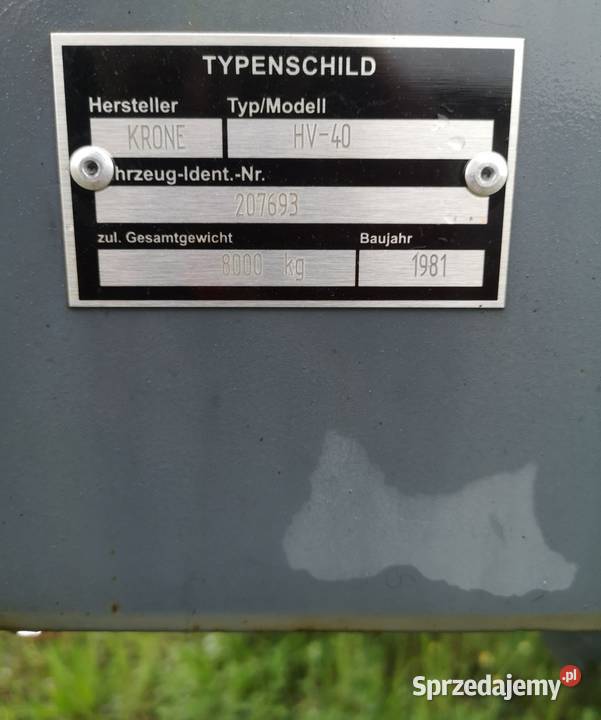 TYPENSCHILD
Hersteller Typ/Modell
KRONE HV-40
hrzeug-Ident.-Nr.
207693
zul. Gesamtgewicht Baujahr
8000 kg 1981
Sprzedajemy.pl